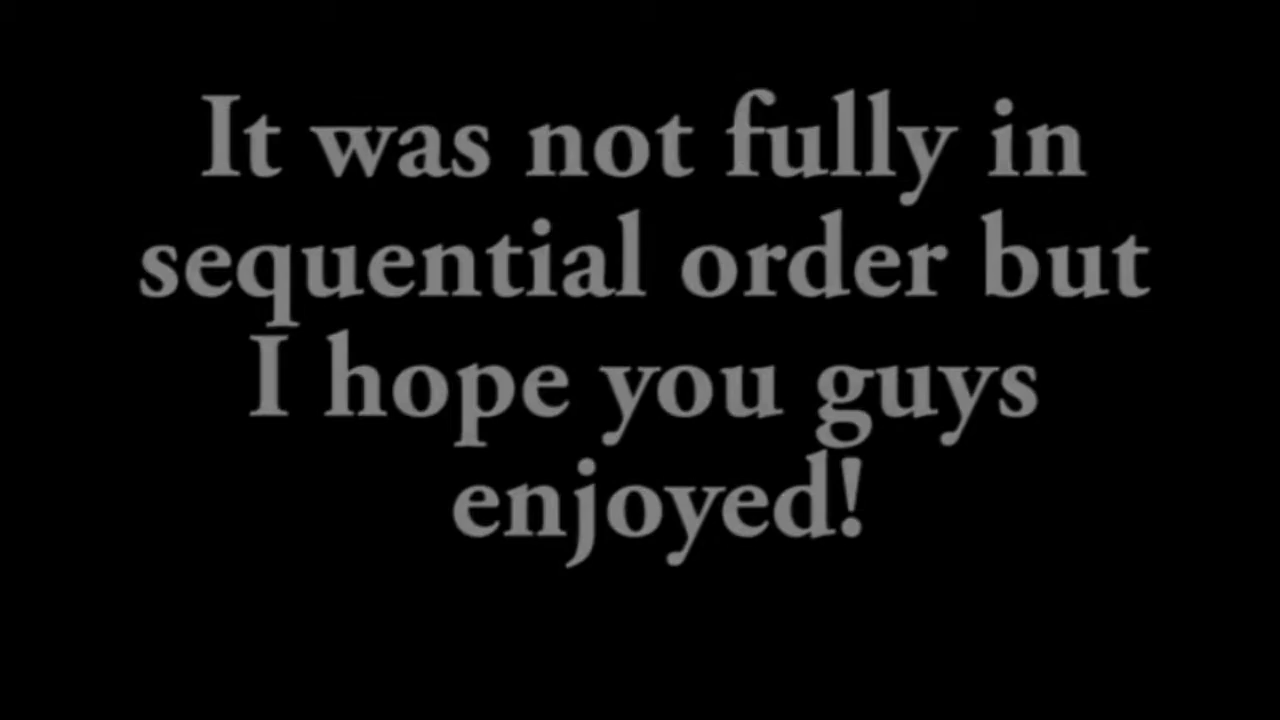 It was not fully in
sequential order but
I hope you guys
enjoyed!